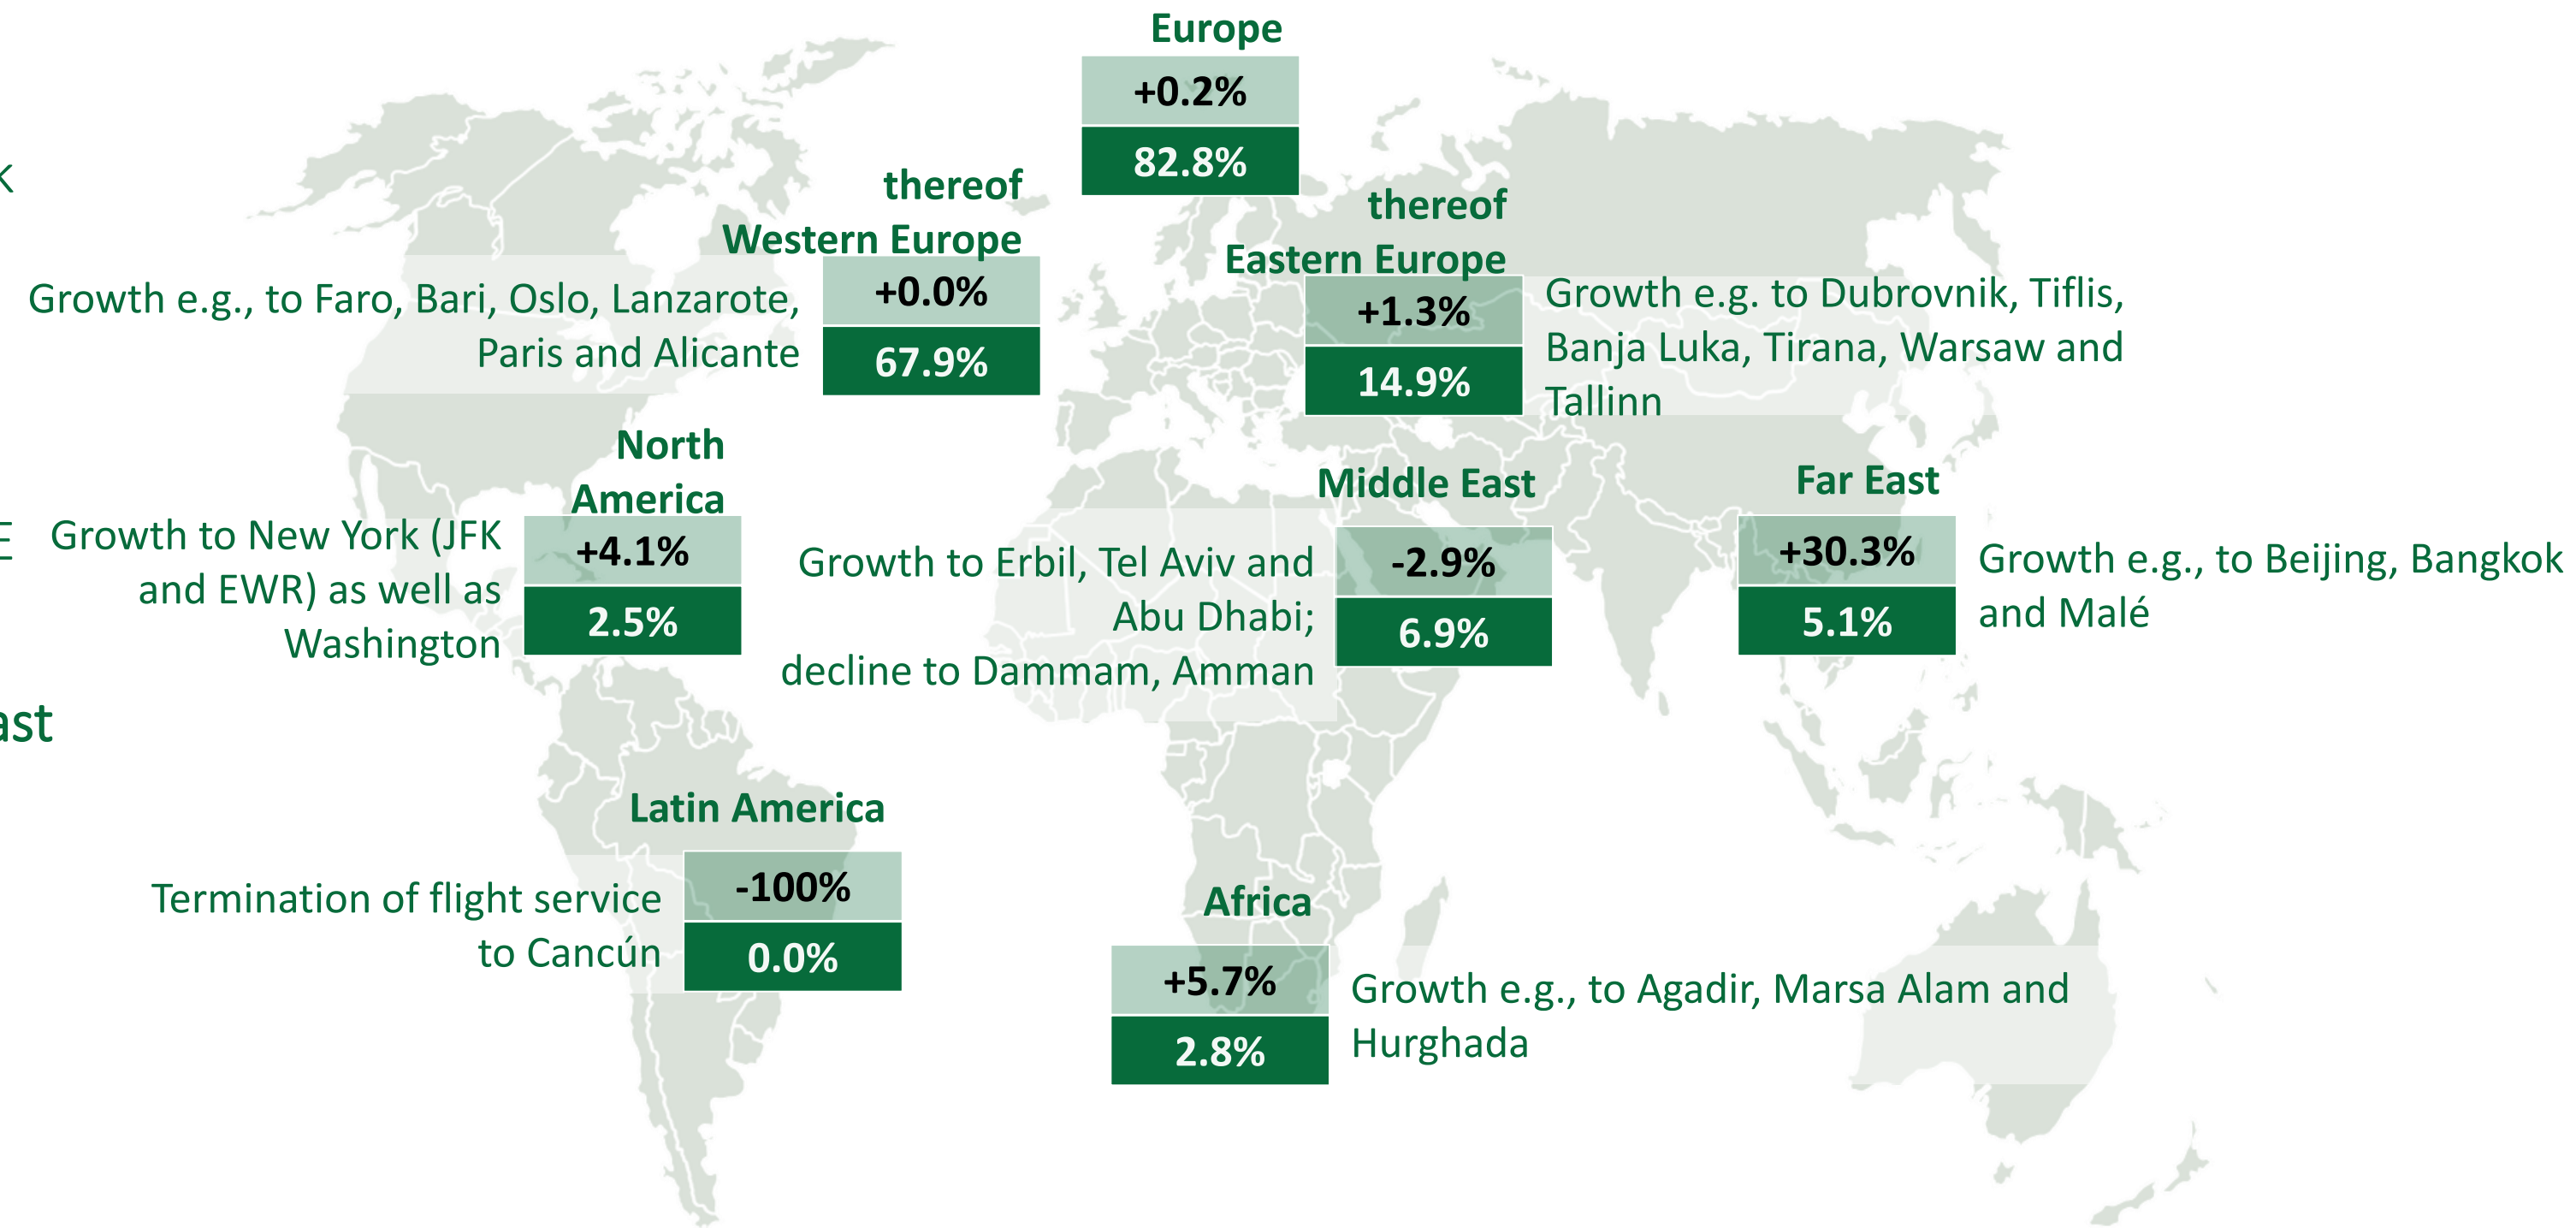 Europe
+0.2%
82.8%
thereof
Western Europe
+0.0%
67.9%
Growth e.g., to Faro, Bari, Oslo, Lanzarote,
Paris and Alicante
thereof
Eastern Europe
+1.3%
14.9%
Growth e.g. to Dubrovnik, Tiflis,
Banja Luka, Tirana, Warsaw and
Tallinn
North
America
+4.1%
2.5%
Growth to New York (JFK
and EWR) as well as
Washington
Middle East
-2.9%
6.9%
Growth to Erbil, Tel Aviv and
Abu Dhabi;
decline to Dammam, Amman
Far East
+30.3%
5.1%
Growth e.g., to Beijing, Bangkok
and Malé
Latin America
-100%
0.0%
Termination of flight service
to Cancún
Africa
+5.7%
2.8%
Growth e.g., to Agadir, Marsa Alam and
Hurghada